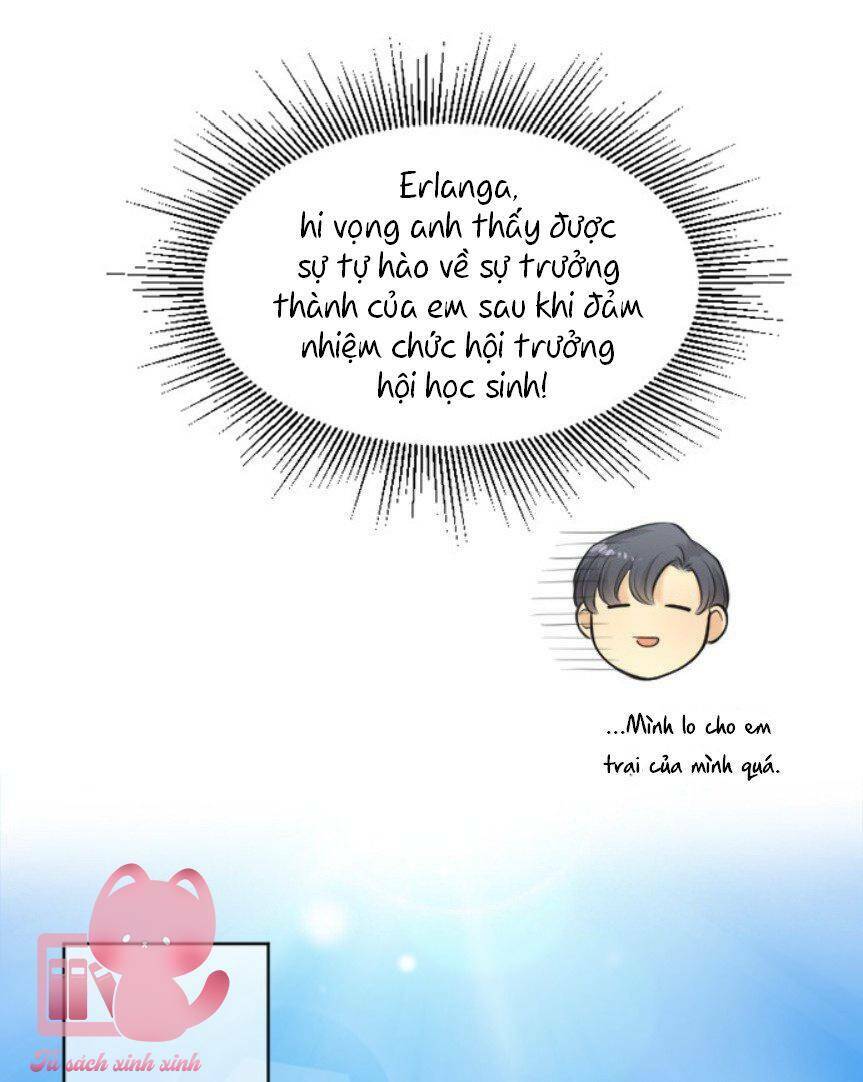 Erlanga,
hi vọng anh thấy được
sự tự hào về sự trưởng
thành của em sau khi đảm
nhiệm chức hội trưởng
hội học sinh!
...Mình lo cho em
trại của mình quá.
Tủ sách xinh xinh